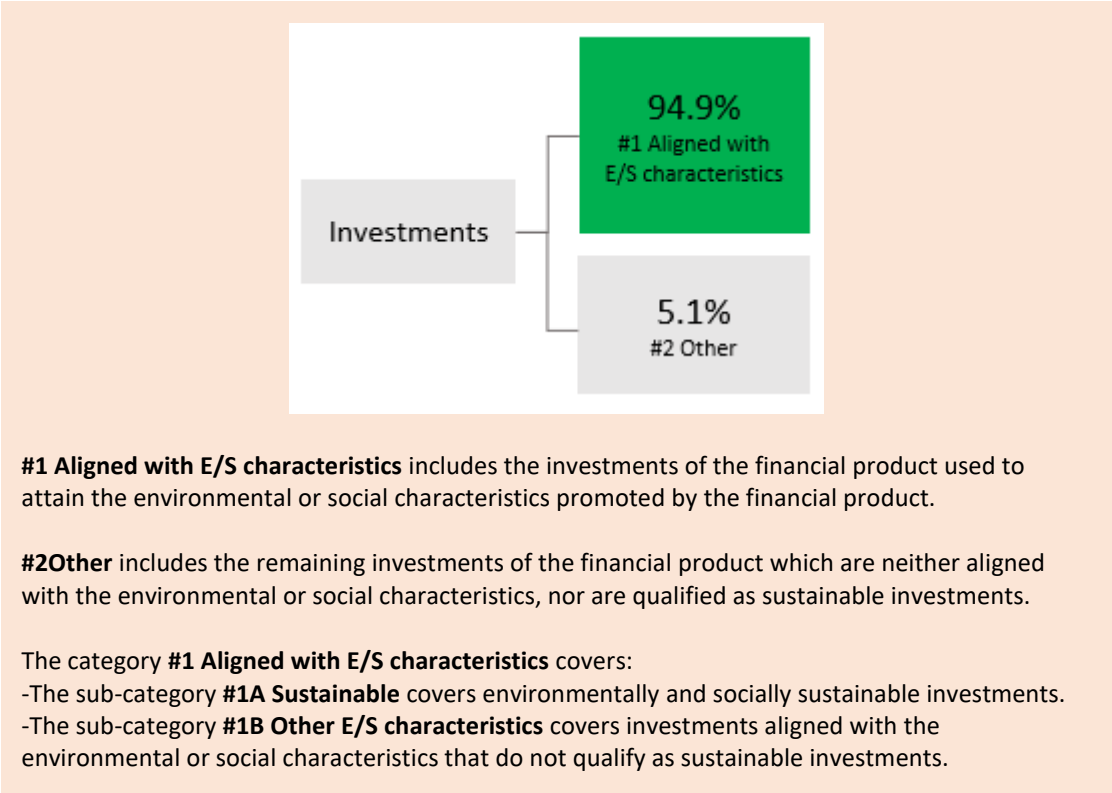 94.9%
#1 Aligned with
E/S characteristics
Investments
5.1%
#2 Other
#1 Aligned with E/S characteristics includes the investments of the financial product used to
attain the environmental or social characteristics promoted by the financial product.
#2Other includes the remaining investments of the financial product which are neither aligned
with the environmental or social characteristics, nor are qualified as sustainable investments.
The category #1 Aligned with E/S characteristics covers:
-The sub-category #1A Sustainable covers environmentally and socially sustainable investments.
-The sub-category #1B Other E/S characteristics covers investments aligned with the
environmental or social characteristics that do not qualify as sustainable investments.